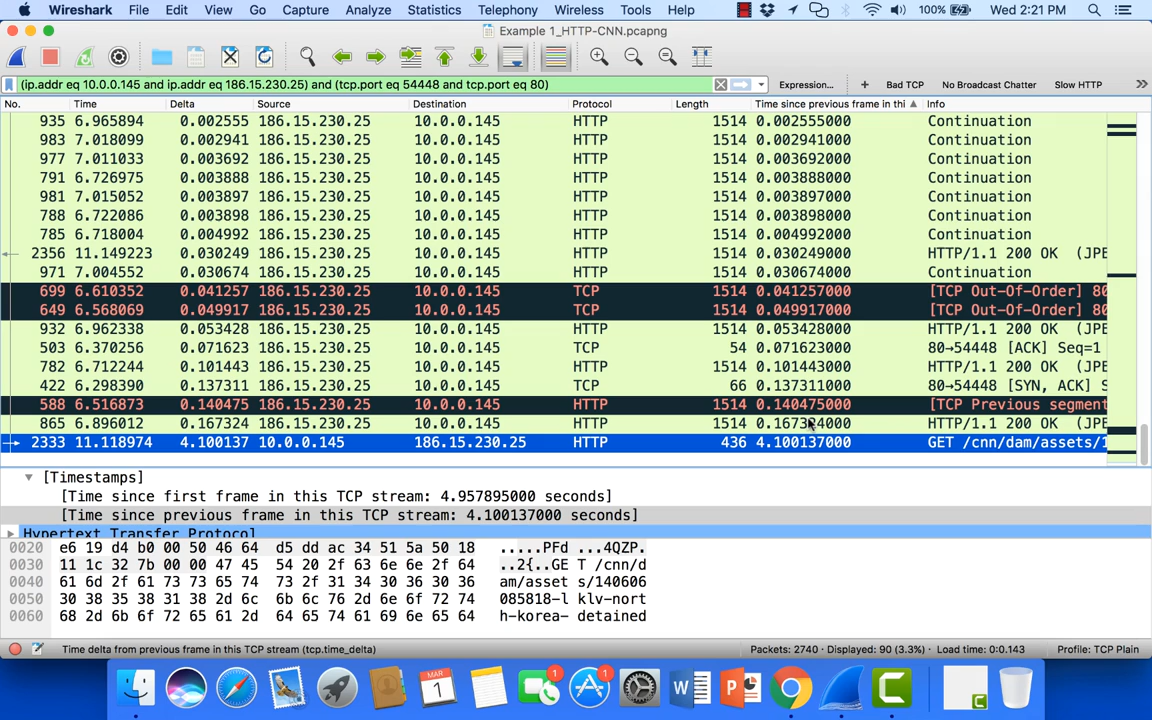 Wireshark File Edit View Go Capture Analyze Statistics Telephony Wireless Tools Help 100% Wed 2:21 PM
Example 1_HTTP-CNN.pcapng
(ip.addr eq 10.0.0.145 and ip.addr eq 186.15.230.25) and (tcp.port eq 54448 and tcp.port eq 80) Expression... + Bad TCP No Broadcast Chatter Slow HTTP »
No. Time Delta Source Destination Protocol Length Time since previous frame in thi Info
935 6.965894 0.002555 186.15.230.25 10.0.0.145 HTTP 1514 0.002555000 Continuation
983 7.018099 0.002941 186.15.230.25 10.0.0.145 HTTP 1514 0.002941000 Continuation
977 7.011033 0.003692 186.15.230.25 10.0.0.145 HTTP 1514 0.003692000 Continuation
791 6.726975 0.003888 186.15.230.25 10.0.0.145 HTTP 1514 0.003888000 Continuation
981 7.015052 0.003897 186.15.230.25 10.0.0.145 HTTP 1514 0.003897000 Continuation
788 6.722086 0.003898 186.15.230.25 10.0.0.145 HTTP 1514 0.003898000 Continuation
785 6.718004 0.004992 186.15.230.25 10.0.0.145 HTTP 1514 0.004992000 Continuation
2356 11.149223 0.030249 186.15.230.25 10.0.0.145 HTTP 1514 0.030249000 HTTP/1.1 200 OK (JPE
971 7.004552 0.030674 186.15.230.25 10.0.0.145 HTTP 1514 0.030674000 Continuation
699 6.610352 0.041257 186.15.230.25 10.0.0.145 TCP 1514 0.041257000 [TCP Out-Of-Order] 80
649 6.568069 0.049917 186.15.230.25 10.0.0.145 TCP 1514 0.049917000 [TCP Out-Of-Order] 80
932 6.962338 0.053428 186.15.230.25 10.0.0.145 HTTP 1514 0.053428000 HTTP/1.1 200 OK (JPE
503 6.370256 0.071623 186.15.230.25 10.0.0.145 TCP 54 0.071623000 80→54448 [ACK] Seq=1
782 6.712244 0.101443 186.15.230.25 10.0.0.145 HTTP 1514 0.101443000 HTTP/1.1 200 OK (JPE
422 6.298390 0.137311 186.15.230.25 10.0.0.145 TCP 66 0.137311000 80→54448 [SYN, ACK] S
588 6.516873 0.140475 186.15.230.25 10.0.0.145 HTTP 1514 0.140475000 [TCP Previous segment
865 6.896012 0.167324 186.15.230.25 10.0.0.145 HTTP 1514 0.167324000 HTTP/1.1 200 OK (JPE
2333 11.118974 4.100137 10.0.0.145 186.15.230.25 HTTP 436 4.100137000 GET /cnn/dam/assets/1
[Timestamps]
[Time since first frame in this TCP stream: 4.957895000 seconds]
[Time since previous frame in this TCP stream: 4.100137000 seconds]
Hypertext Transfer Protocol
0020 e6 19 d4 b0 00 50 46 64 d5 dd ac 34 51 5a 50 18 .....PFd ...4QZP.
0030 11 1c 32 7b 00 00 47 45 54 20 2f 63 6e 6e 2f 64 ..2{..GE T /cnn/d
0040 61 6d 2f 61 73 73 65 74 73 2f 31 34 30 36 30 36 am/asset s/140606
0050 30 38 35 38 31 38 2d 6c 6b 6c 76 2d 6e 6f 72 74 085818-l klv-nort
0060 68 2d 6b 6f 72 65 61 2d 64 65 74 61 69 6e 65 64 h-korea- detained
Time delta from previous frame in this TCP stream (tcp.time_delta) Packets: 2740 · Displayed: 90 (3.3%) · Load time: 0:0.143 Profile: TCP Plain
MAR 1 1 1 W P C C